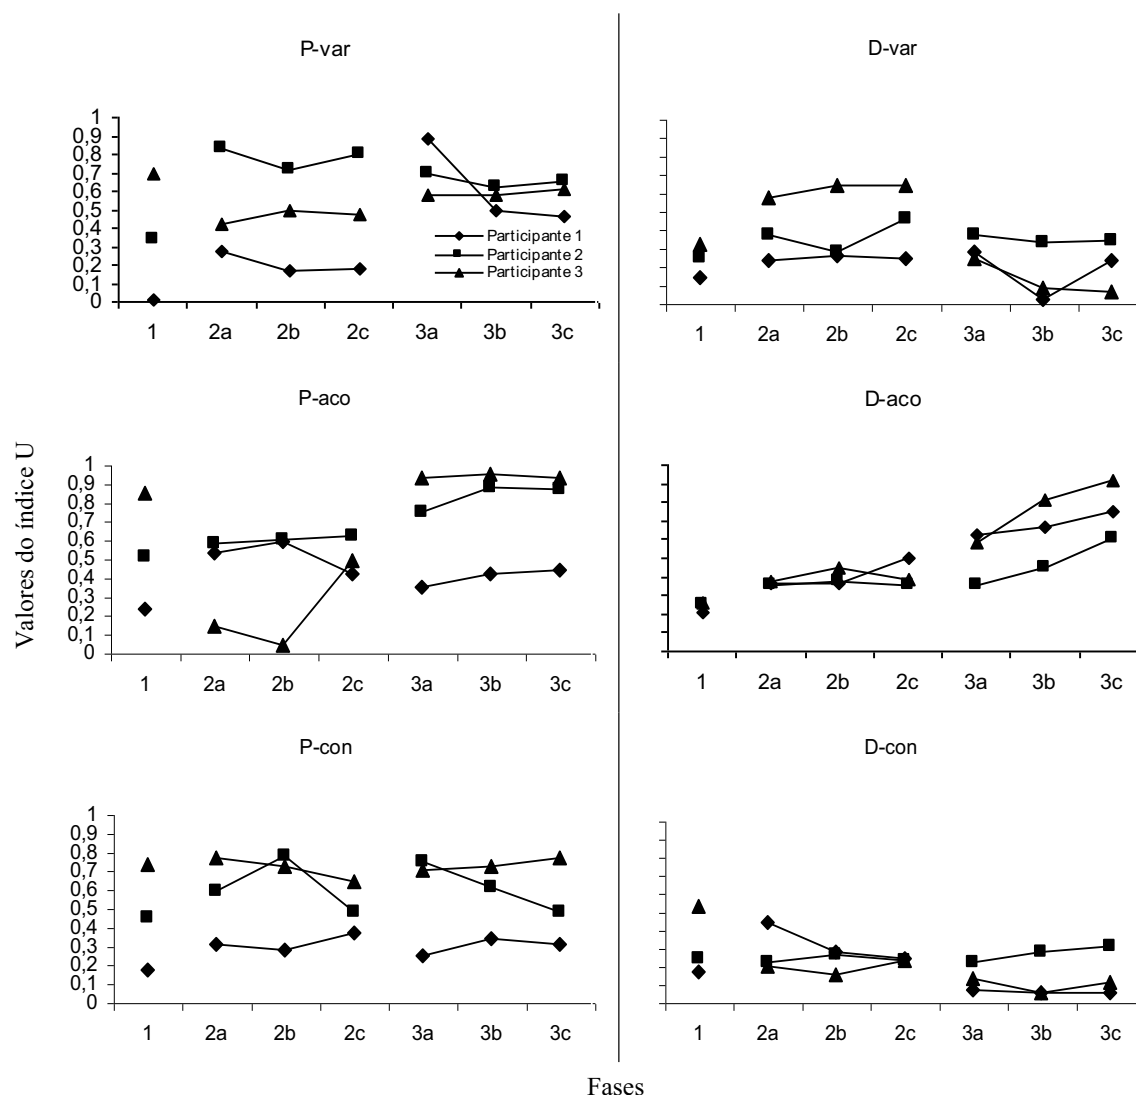 P-var
D-var
1
0,9
0,8
0,7
0,6
0,5
0,4
0,3
0,2
0,1
0
Participante 1
Participante 2
Participante 3
1 2a 2b 2c 3a 3b 3c
1 2a 2b 2c 3a 3b 3c
P-aco
D-aco
Valores do índice U
1
0,9
0,8
0,7
0,6
0,5
0,4
0,3
0,2
0,1
0
1 2a 2b 2c 3a 3b 3c
1 2a 2b 2c 3a 3b 3c
P-con
D-con
1
0,9
0,8
0,7
0,6
0,5
0,4
0,3
0,2
0,1
0
1 2a 2b 2c 3a 3b 3c
1 2a 2b 2c 3a 3b 3c
Fases